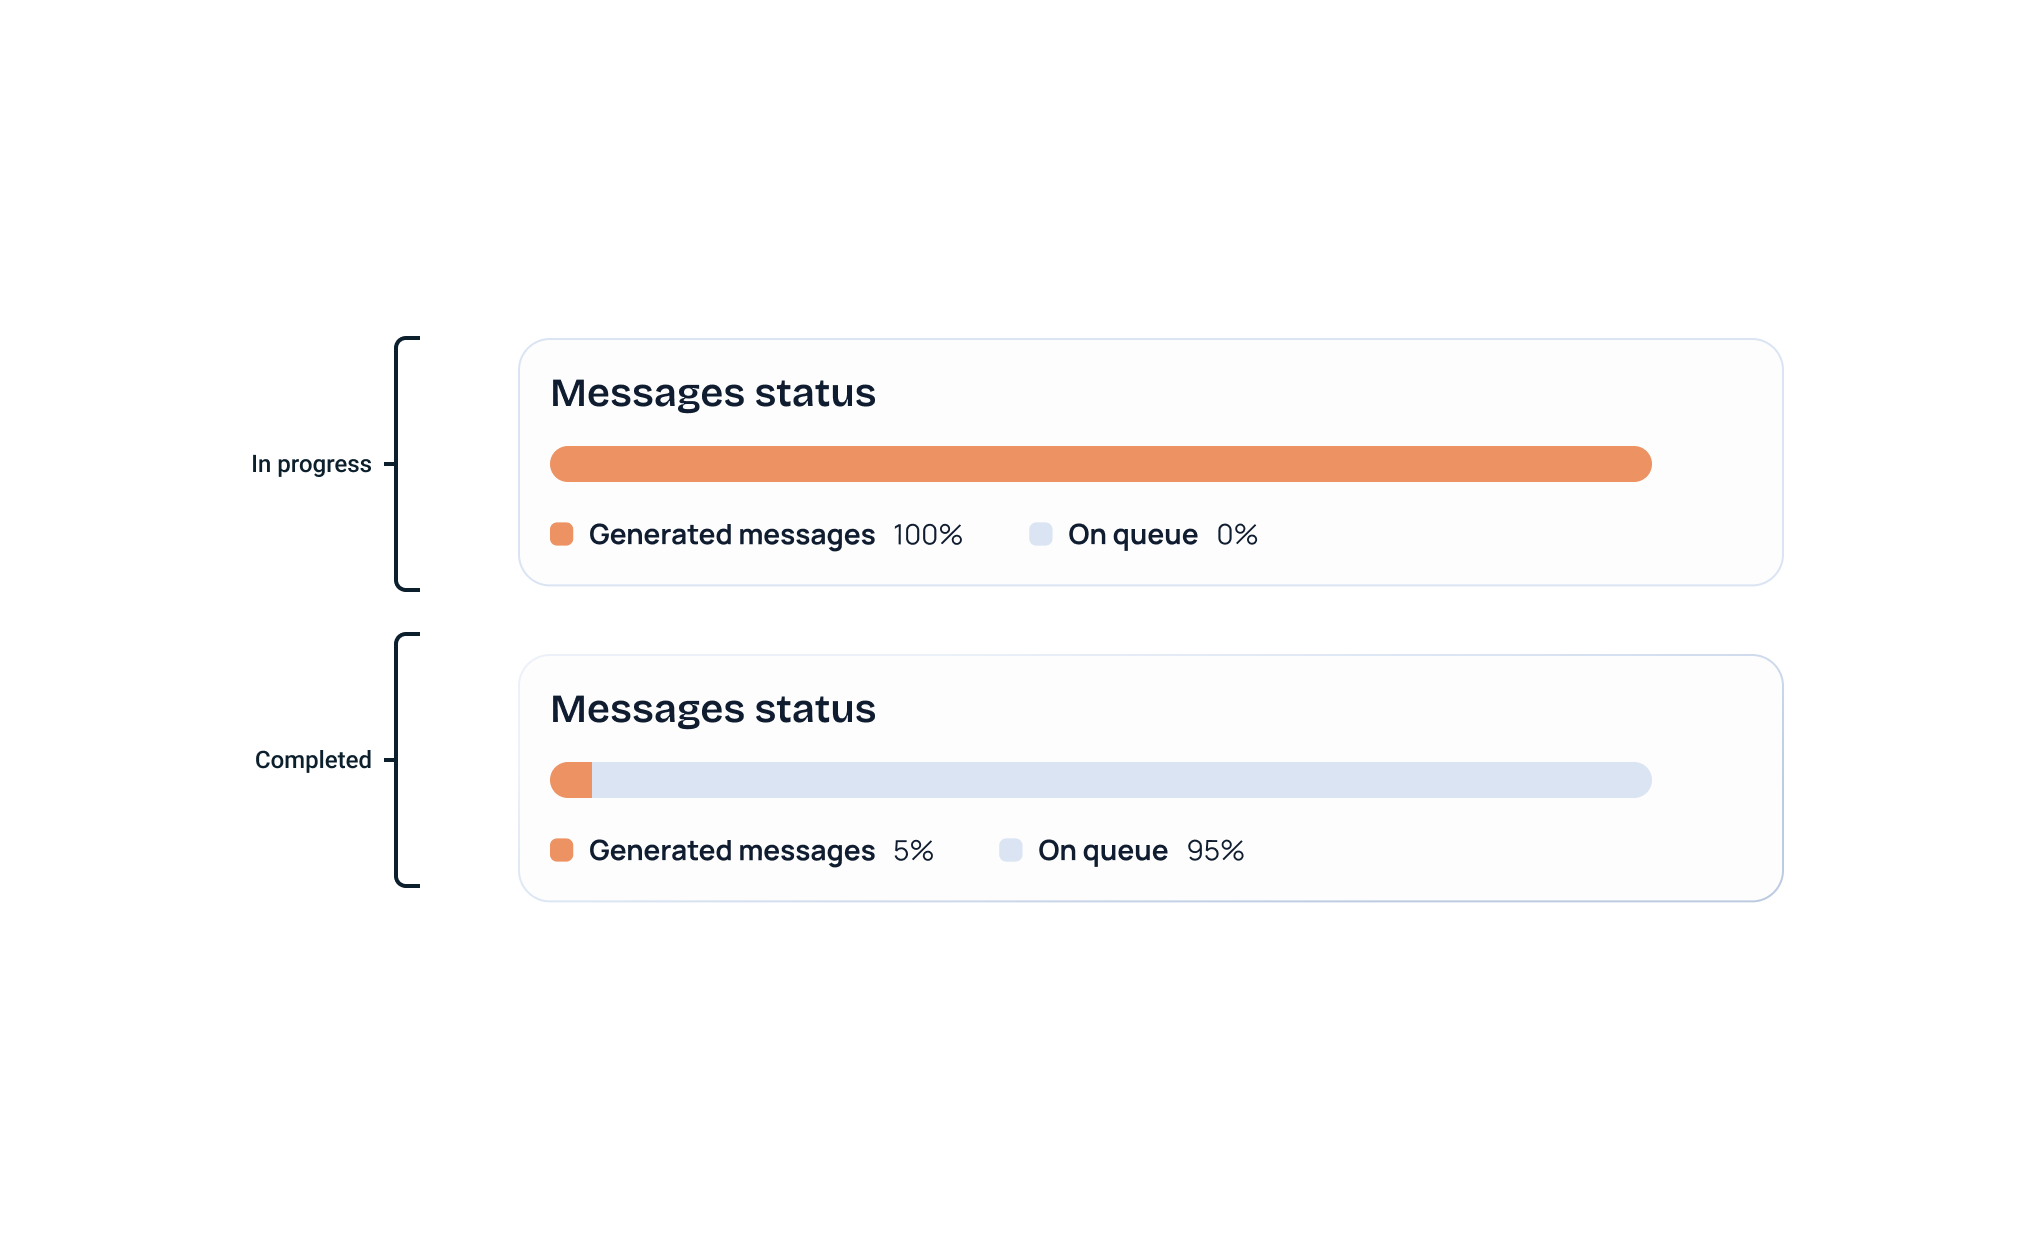 Messages status
In progress
Generated messages 100% On queue 0%
Messages status
Completed
Generated messages 5% On queue 95%